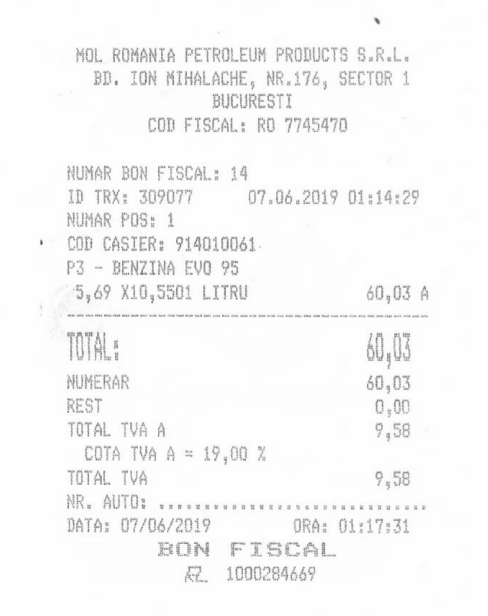 MOL ROMANIA PETROLEUM PRODUCTS S.R.L.
BD. ION MIHALACHE, NR.176, SECTOR 1
BUCURESTI
COD FISCAL: RO 7745470
NUMAR BON FISCAL: 14
ID TRX: 309077 07.06.2019 01:14:29
NUMAR POS: 1
COD CASIER: 914010061
P3 - BENZINA EVO 95
5,69 X10,5501 LITRU 60,03 A
TOTAL: 60,03
NUMERAR 60,03
REST 0,00
TOTAL TVA A 9,58
COTA TVA A = 19,00 %
TOTAL TVA 9,58
NR. AUTO: ..............................
DATA: 07/06/2019 ORA: 01:17:31
BON FISCAL
1000284669